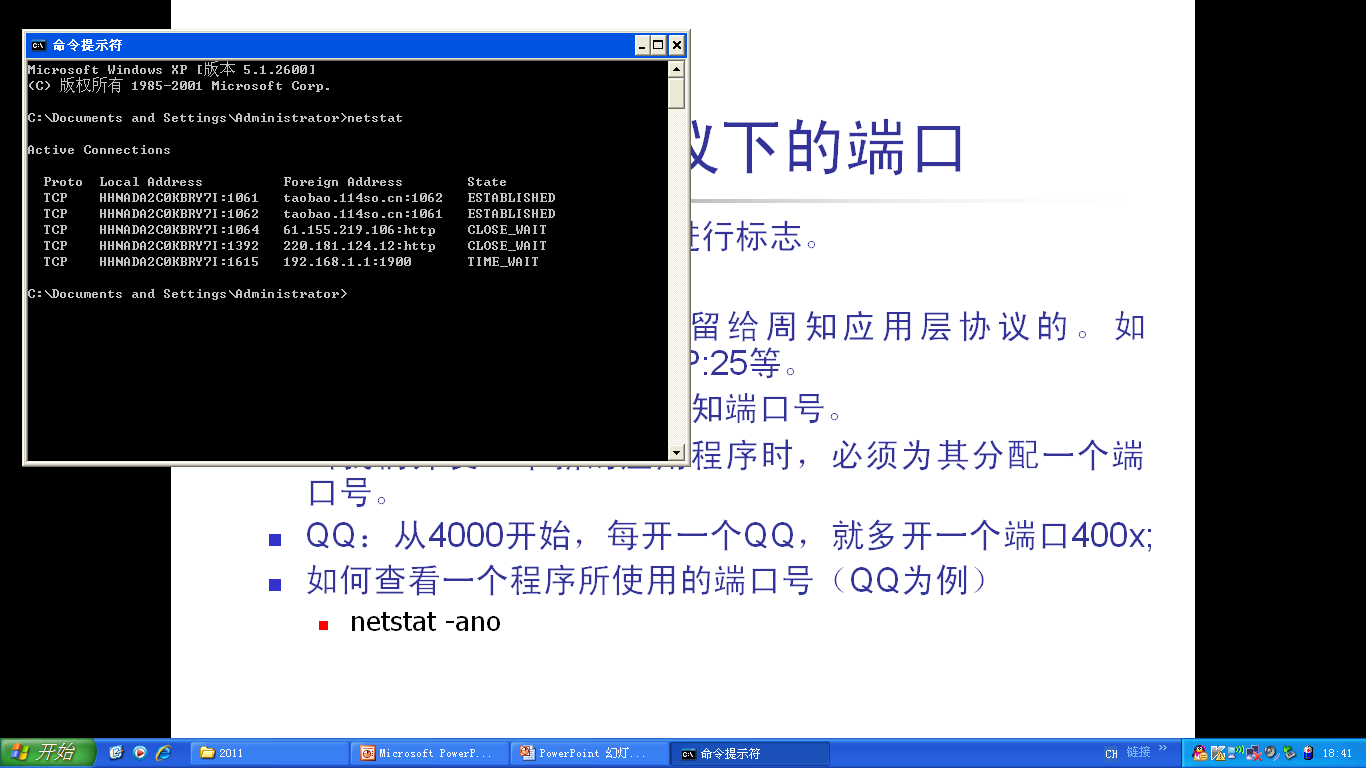 命令提示符
Microsoft Windows XP [版本 5.1.2600]
(C) 版权所有 1985-2001 Microsoft Corp.
C:\Documents and Settings\Administrator>netstat
Active Connections
Proto Local Address Foreign Address State
TCP HHNADA2C0KBRY7I:1061 taobao.114so.cn:1062 ESTABLISHED
TCP HHNADA2C0KBRY7I:1062 taobao.114so.cn:1061 ESTABLISHED
TCP HHNADA2C0KBRY7I:1064 61.155.219.106:http CLOSE_WAIT
TCP HHNADA2C0KBRY7I:1392 220.181.124.12:http CLOSE_WAIT
TCP HHNADA2C0KBRY7I:1615 192.168.1.1:1900 TIME_WAIT
C:\Documents and Settings\Administrator>
议下的端口
进行标志。
留给周知应用层协议的。如
P:25等。
知端口号。
程序时，必须为其分配一个端
口号。
QQ：从4000开始，每开一个QQ，就多开一个端口400x;
如何查看一个程序所使用的端口号（QQ为例）
netstat -ano
开始
2011
Microsoft PowerP...
PowerPoint 幻灯...
命令提示符
CH
链接
18:41